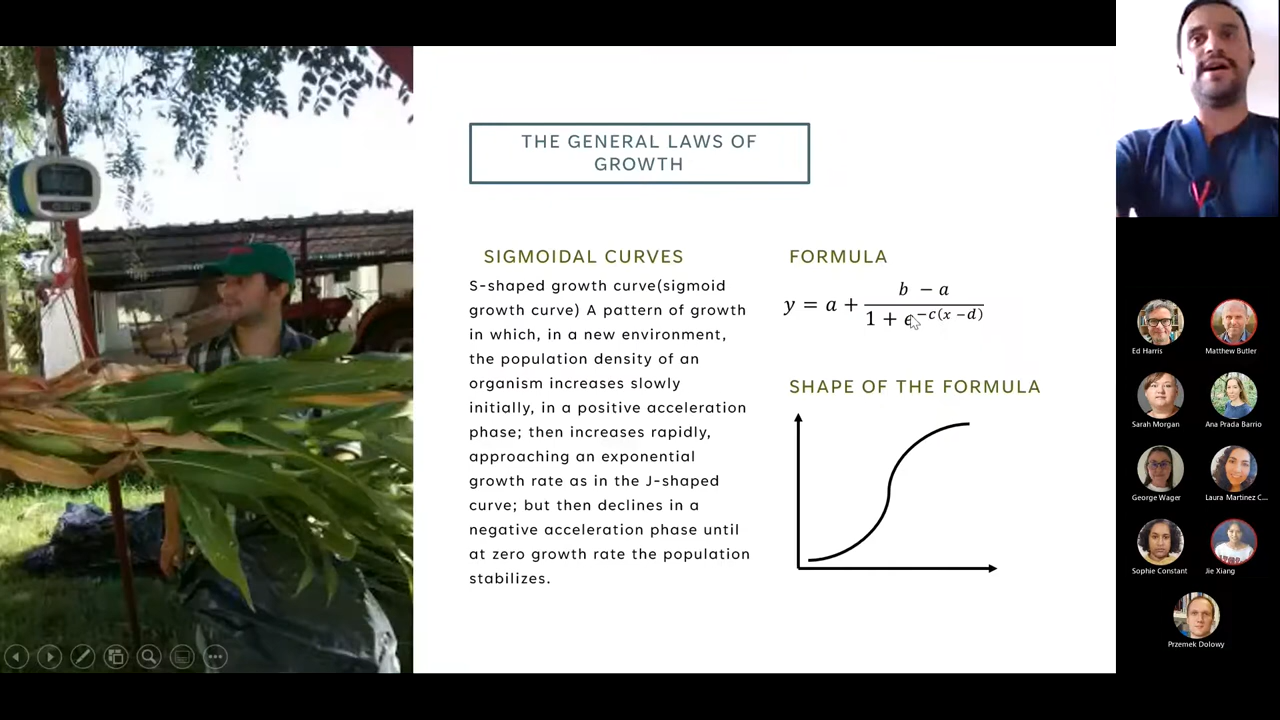 THE GENERAL LAWS OF
GROWTH
SIGMOIDAL CURVES
S-shaped growth curve(sigmoid
growth curve) A pattern of growth
in which, in a new environment,
the population density of an
organism increases slowly
initially, in a positive acceleration
phase; then increases rapidly,
approaching an exponential
growth rate as in the J-shaped
curve; but then declines in a
negative acceleration phase until
at zero growth rate the population
stabilizes.
FORMULA
y = a + (b - a) / (1 + e^(-c(x - d)))
SHAPE OF THE FORMULA
Ed Harris
Matthew Butler
Sarah Morgan
Ana Prada Barrio
George Wager
Laura Martinez C...
Sophie Constant
Jie Xiang
Przemek Dolowy